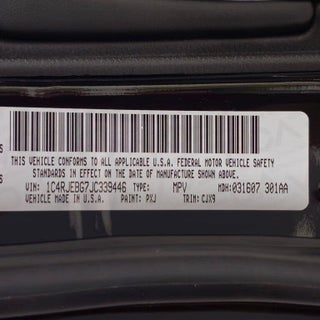 THIS VEHICLE CONFORMS TO ALL APPLICABLE U.S.A. FEDERAL MOTOR VEHICLE SAFETY
STANDARDS IN EFFECT ON THE DATE OF MANUFACTURE SHOWN ABOVE.
VIN: 1C4RJEBG7JC339446 TYPE: MPV MDH:031607 301AA
VEHICLE MADE IN U.S.A. PAINT: PXJ TRIM: CJX9